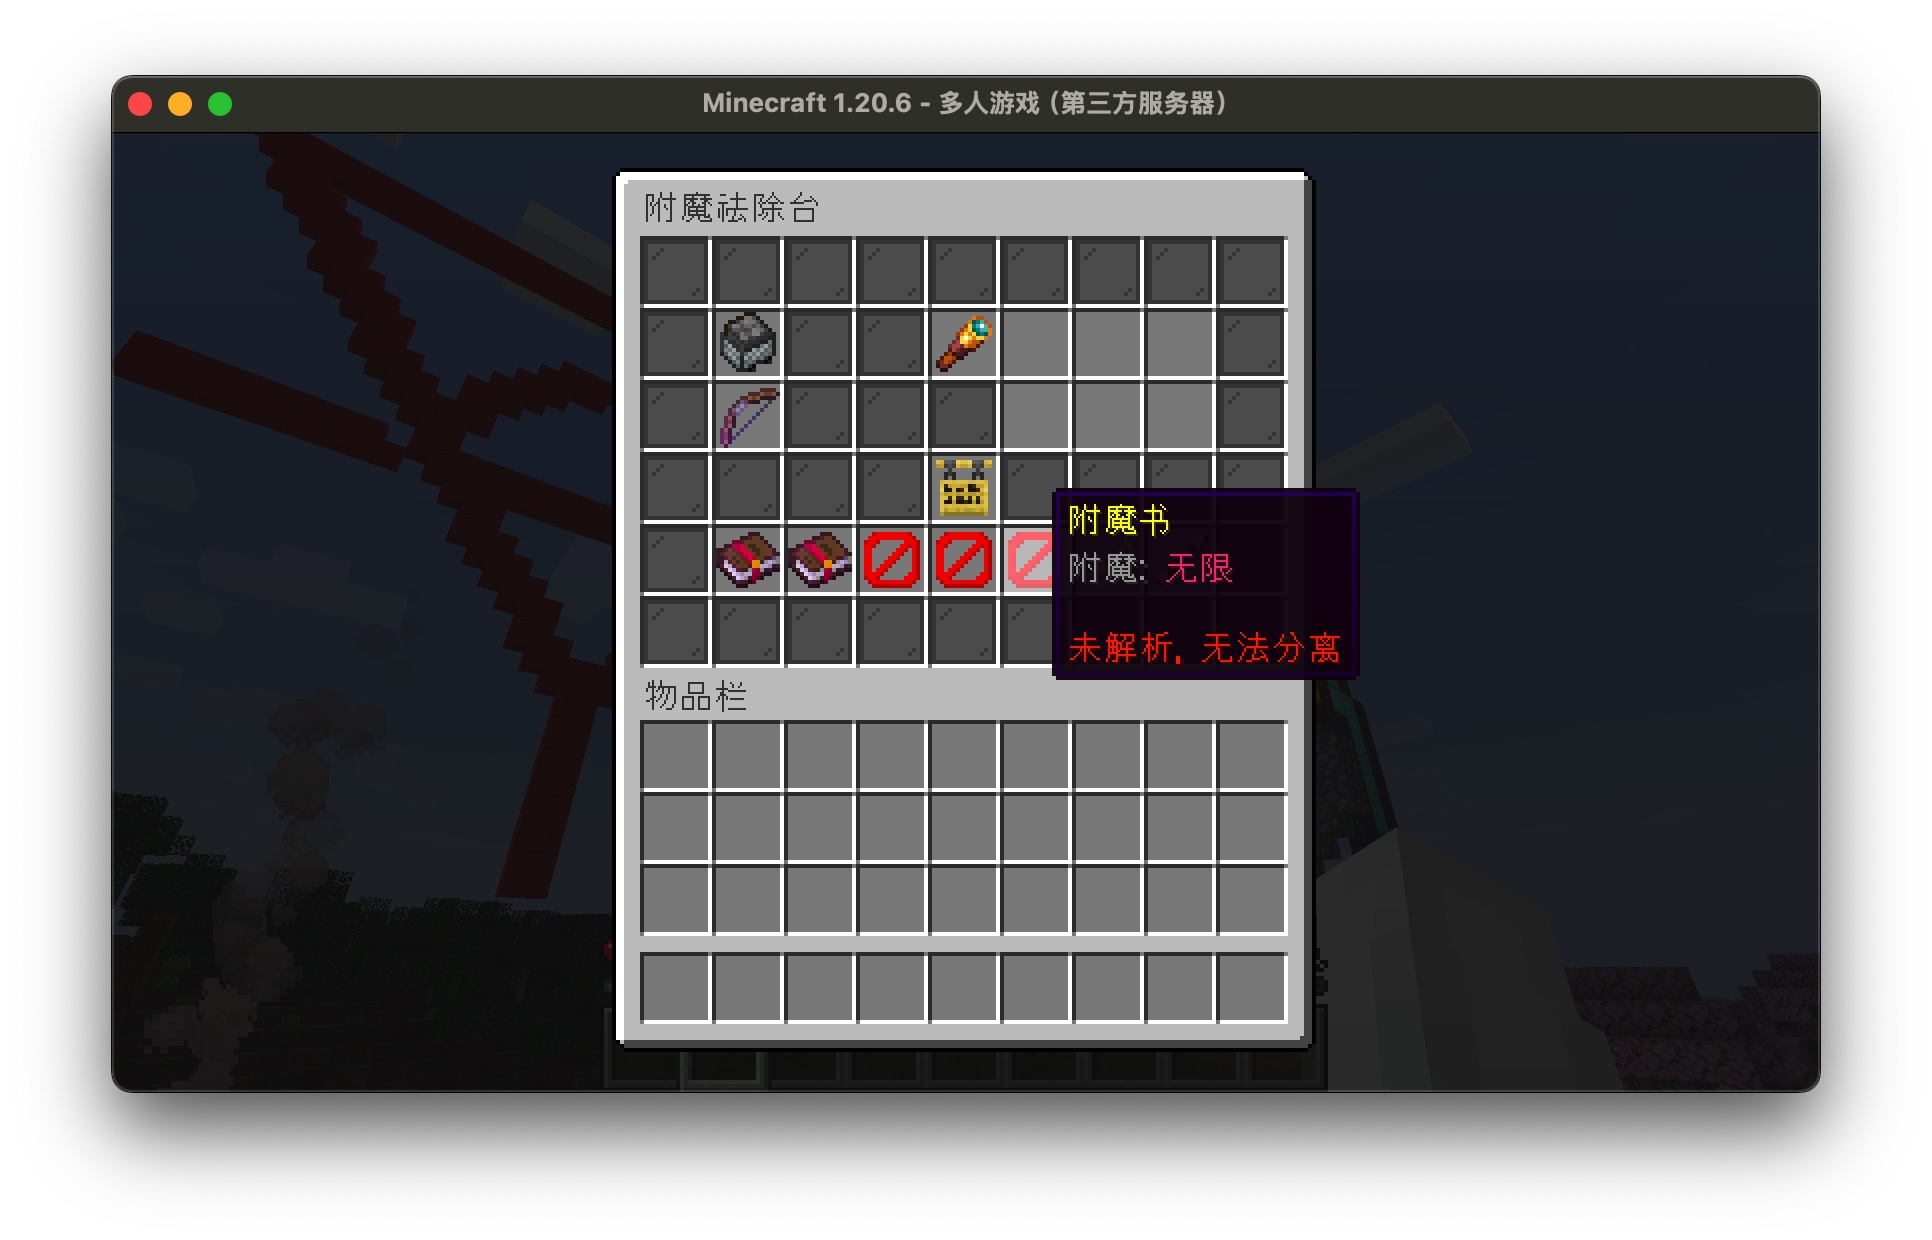 Minecraft 1.20.6 - 多人游戏 (第三方服务器)
附魔祛除台
附魔书
附魔: 无限
未解析, 无法分离
物品栏